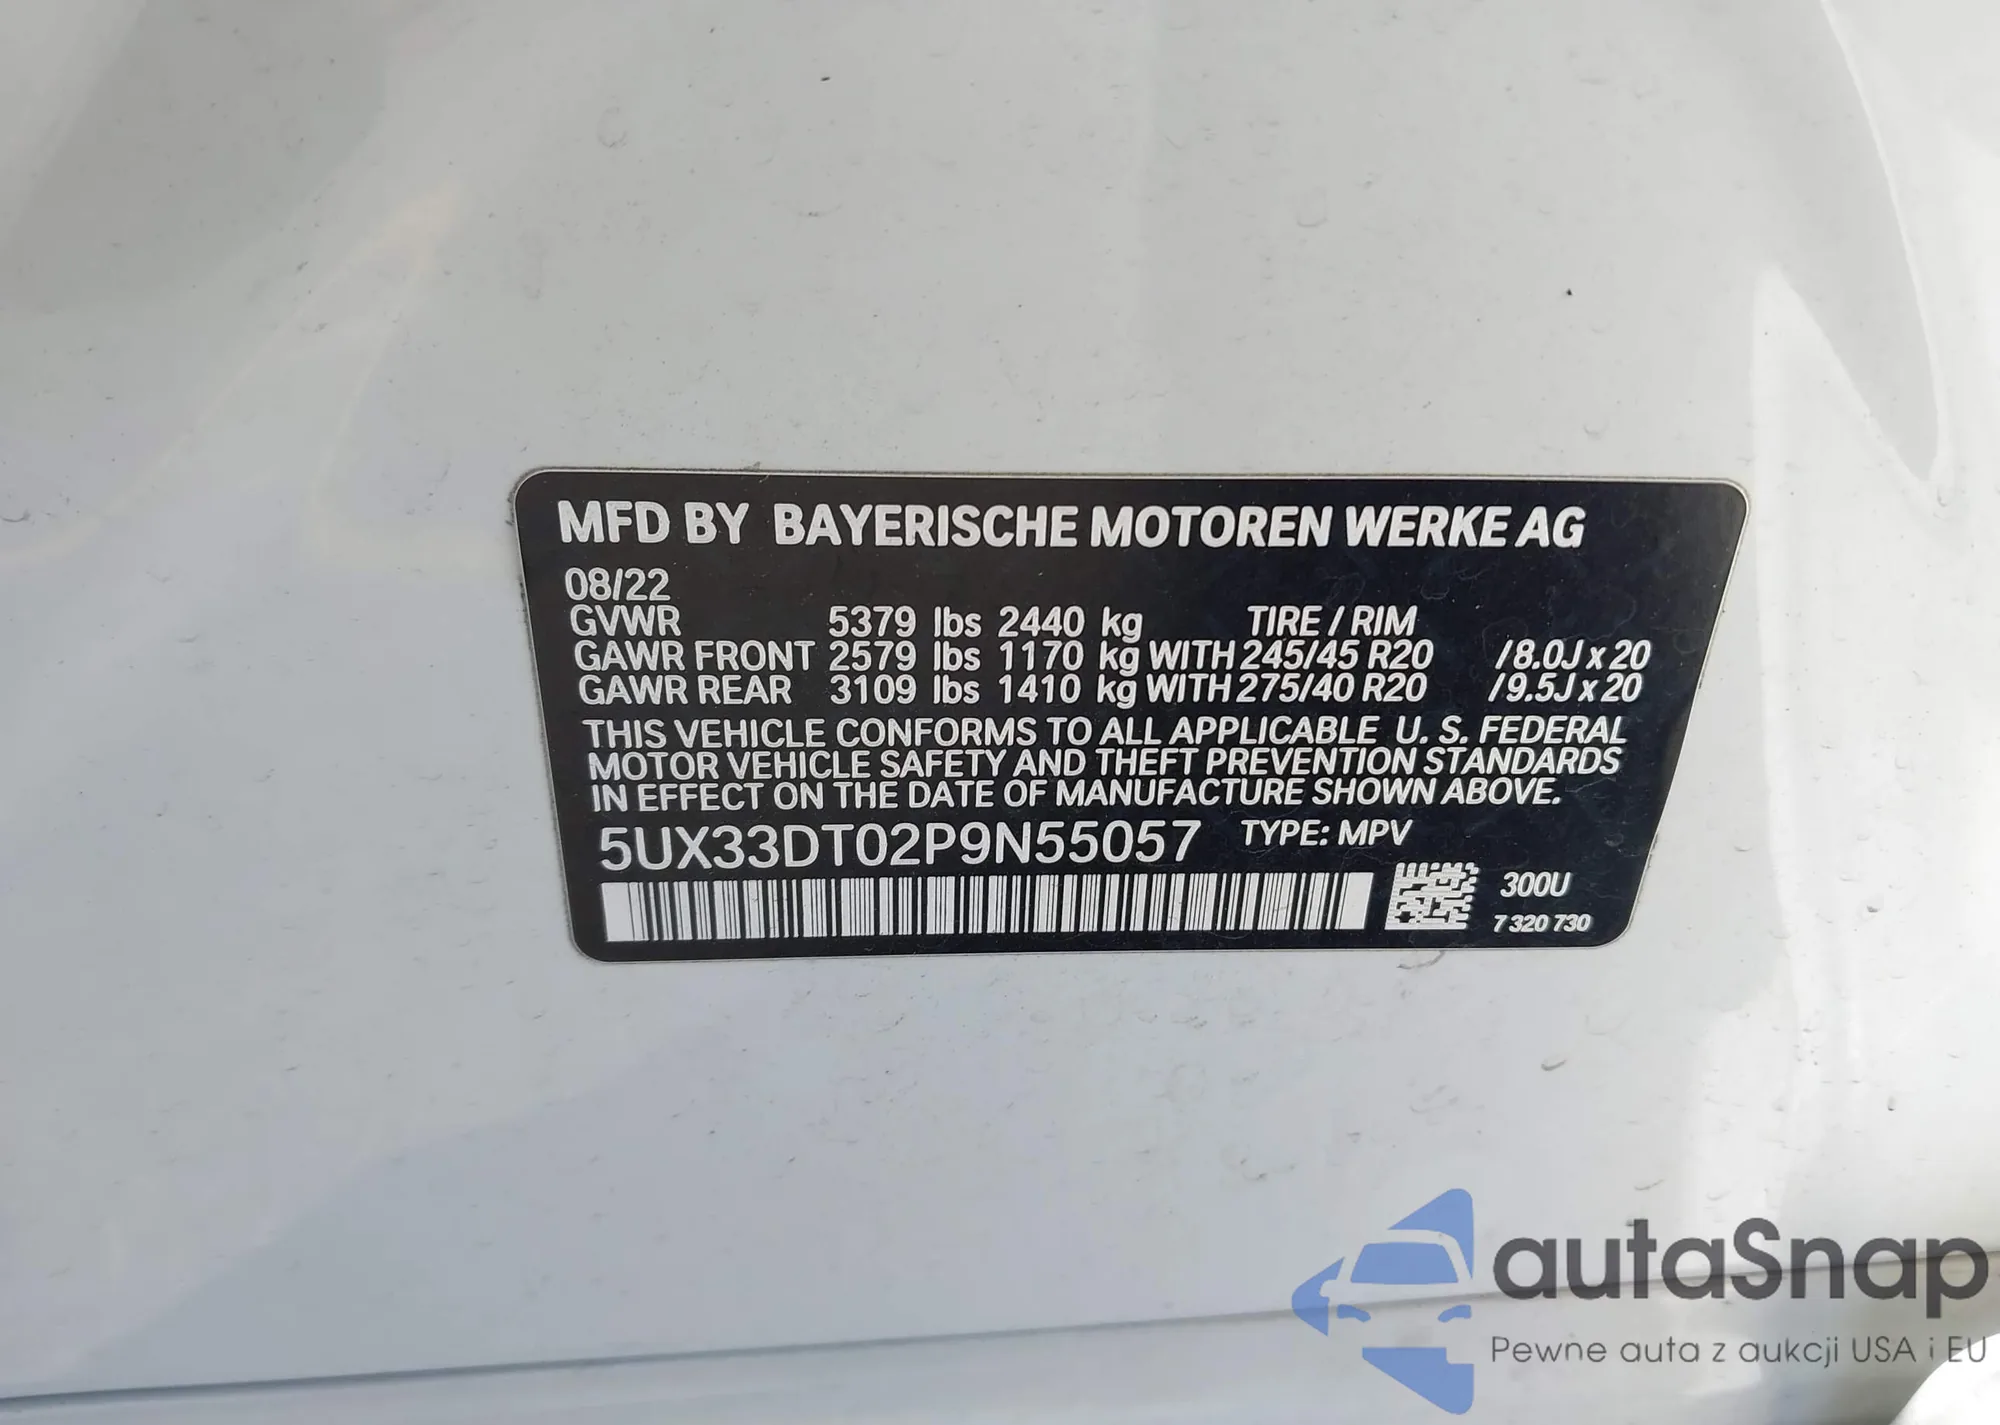 MFD BY BAYERISCHE MOTOREN WERKE AG
08/22
GVWR 5379 lbs 2440 kg TIRE / RIM
GAWR FRONT 2579 lbs 1170 kg WITH 245/45 R20 /8.0J x 20
GAWR REAR 3109 lbs 1410 kg WITH 275/40 R20 /9.5J x 20
THIS VEHICLE CONFORMS TO ALL APPLICABLE U. S. FEDERAL
MOTOR VEHICLE SAFETY AND THEFT PREVENTION STANDARDS
IN EFFECT ON THE DATE OF MANUFACTURE SHOWN ABOVE.
5UX33DT02P9N55057 TYPE: MPV
300U
7 320 730
autaSnap
Pewne auta z aukcji USA i EU